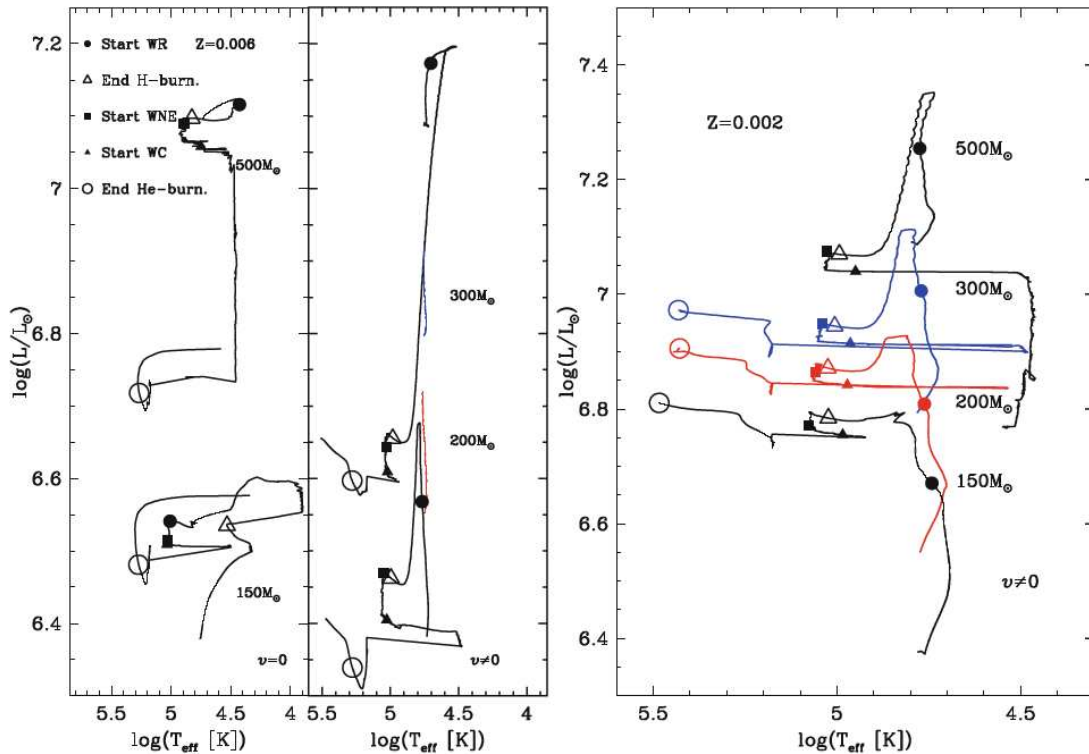 7.2
7
6.8
6.6
6.4
log(L/L⊙)
Start WR Z=0.006
End H-burn.
Start WNE
Start WC
End He-burn.
500M⊙
150M⊙
υ=0
5.5 5 4.5 4
log(Teff [K])
300M⊙
200M⊙
υ≠0
5.5 5 4.5 4
log(Teff [K])
7.4
7.2
7
6.8
6.6
6.4
log(L/L⊙)
Z=0.002
500M⊙
300M⊙
200M⊙
150M⊙
υ≠0
5.5 5 4.5
log(Teff [K])